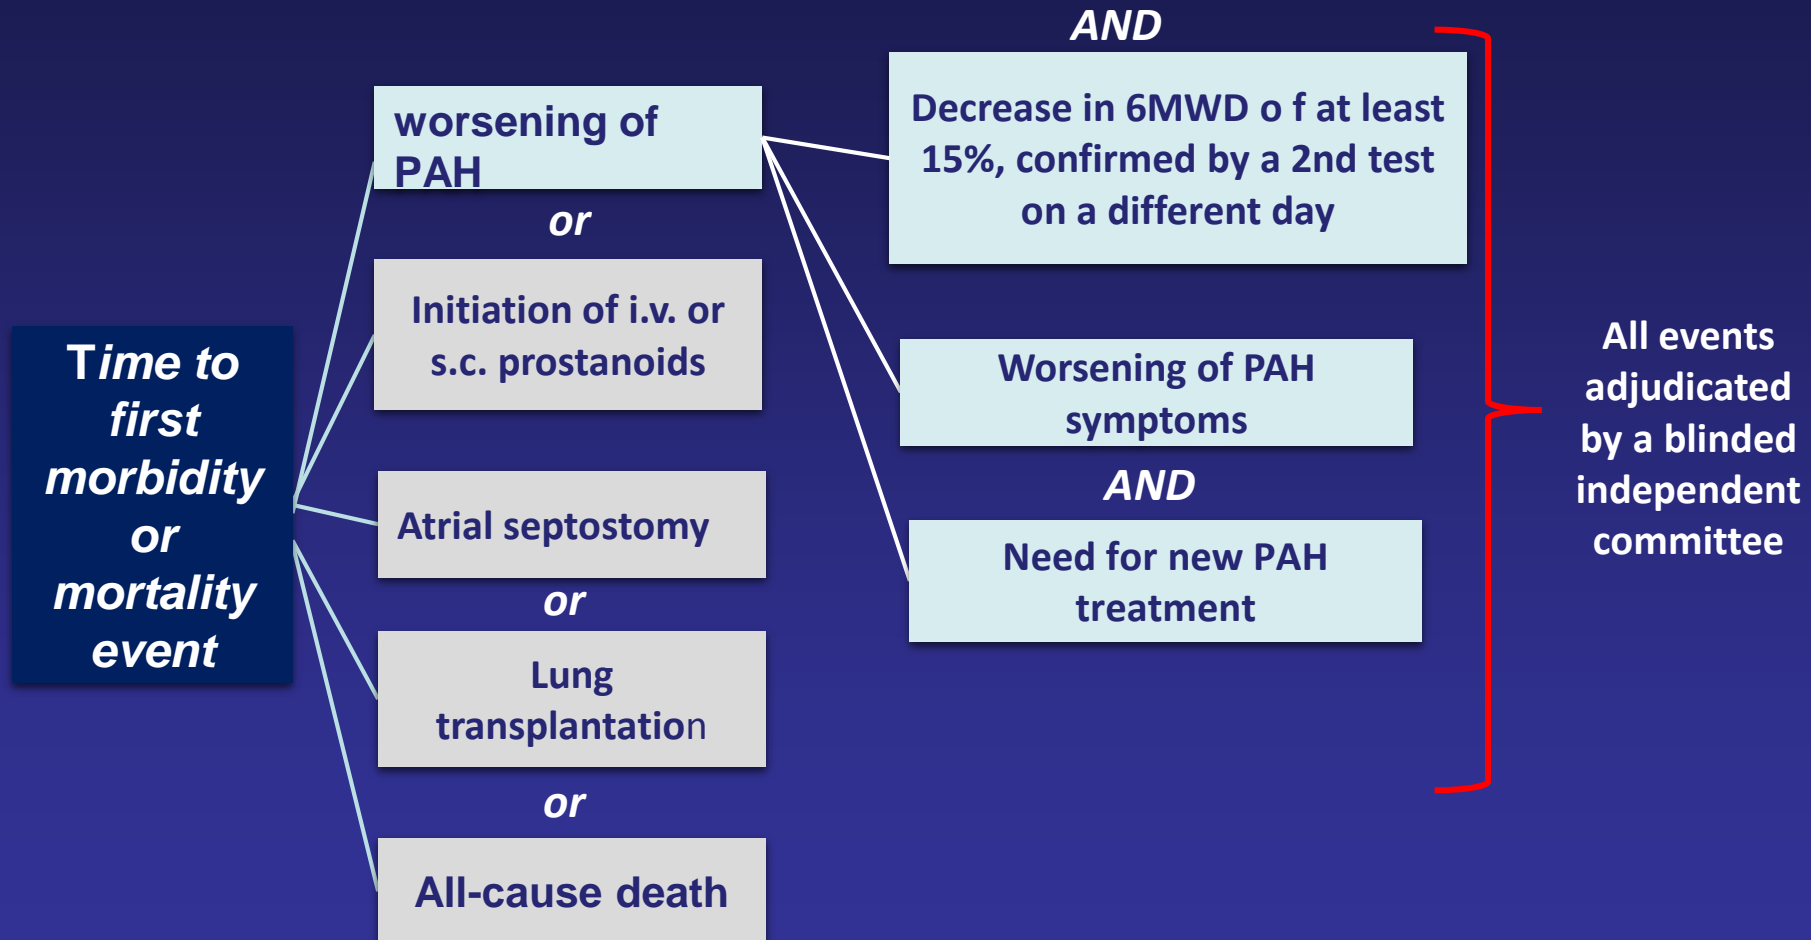 Time to
first
morbidity
or
mortality
event
worsening of
PAH
or
Initiation of i.v. or
s.c. prostanoids
Atrial septostomy
or
Lung
transplantation
or
All-cause death
AND
Decrease in 6MWD o f at least
15%, confirmed by a 2nd test
on a different day
Worsening of PAH
symptoms
AND
Need for new PAH
treatment
All events
adjudicated
by a blinded
independent
committee